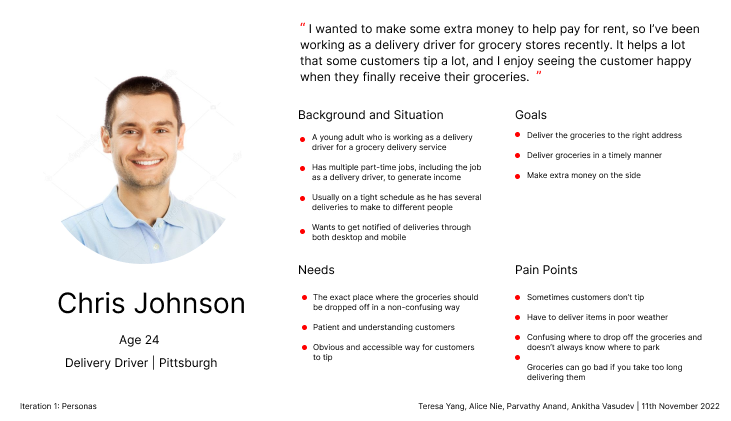 “ I wanted to make some extra money to help pay for rent, so I’ve been
working as a delivery driver for grocery stores recently. It helps a lot
that some customers tip a lot, and I enjoy seeing the customer happy
when they finally receive their groceries. ”
Background and Situation
A young adult who is working as a delivery
driver for a grocery delivery service
Has multiple part-time jobs, including the job
as a delivery driver, to generate income
Usually on a tight schedule as he has several
deliveries to make to different people
Wants to get notified of deliveries through
both desktop and mobile
Goals
Deliver the groceries to the right address
Deliver groceries in a timely manner
Make extra money on the side
Chris Johnson
Age 24
Delivery Driver | Pittsburgh
Needs
The exact place where the groceries should
be dropped off in a non-confusing way
Patient and understanding customers
Obvious and accessible way for customers
to tip
Pain Points
Sometimes customers don’t tip
Have to deliver items in poor weather
Confusing where to drop off the groceries and
doesn’t always know where to park
Groceries can go bad if you take too long
delivering them
Iteration 1: Personas
Teresa Yang, Alice Nie, Parvathy Anand, Ankitha Vasudev | 11th November 2022